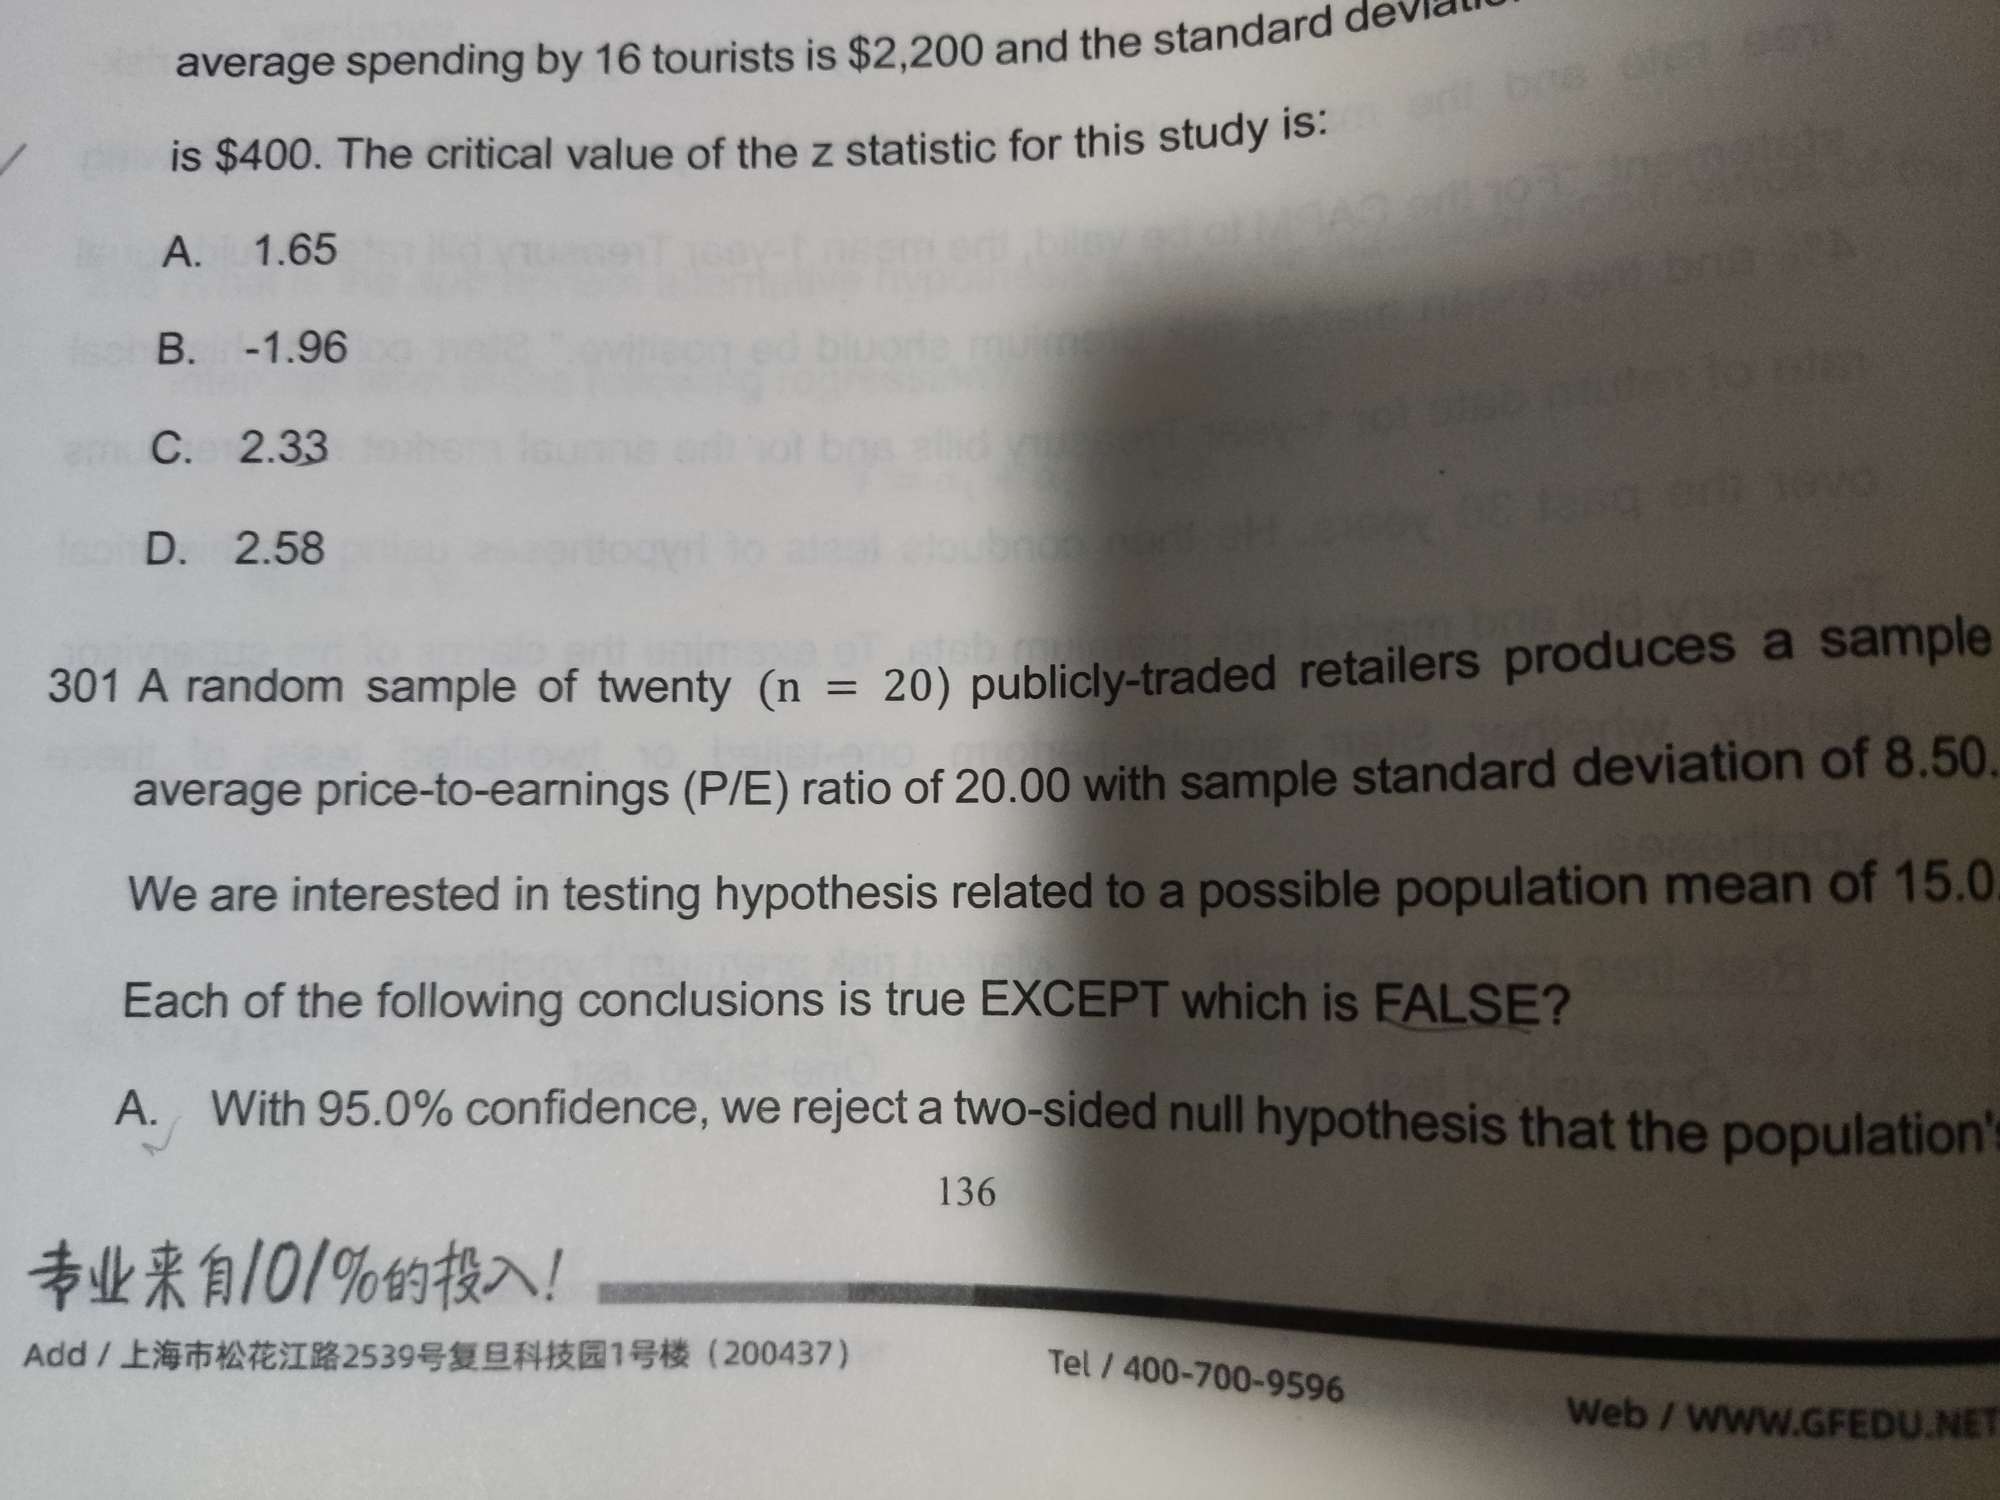 average spending by 16 tourists is $2,200 and the standard
is $400. The critical value of the z statistic for this study is:
A. 1.65
B. -1.96
C. 2.33
D. 2.58
301 A random sample of twenty (n = 20) publicly-traded retailers produces a sample
average price-to-earnings (P/E) ratio of 20.00 with sample standard deviation of 8.50.
We are interested in testing hypothesis related to a possible population mean of 15.0
Each of the following conclusions is true EXCEPT which is FALSE?
A. With 95.0% confidence, we reject a two-sided null hypothesis that the population's
136
专业来自101%的投入!
Add / 上海市松花江路2539号复旦科技园1号楼(200437)
Tel / 400-700-9596
Web / WWW.GFEDU.NET